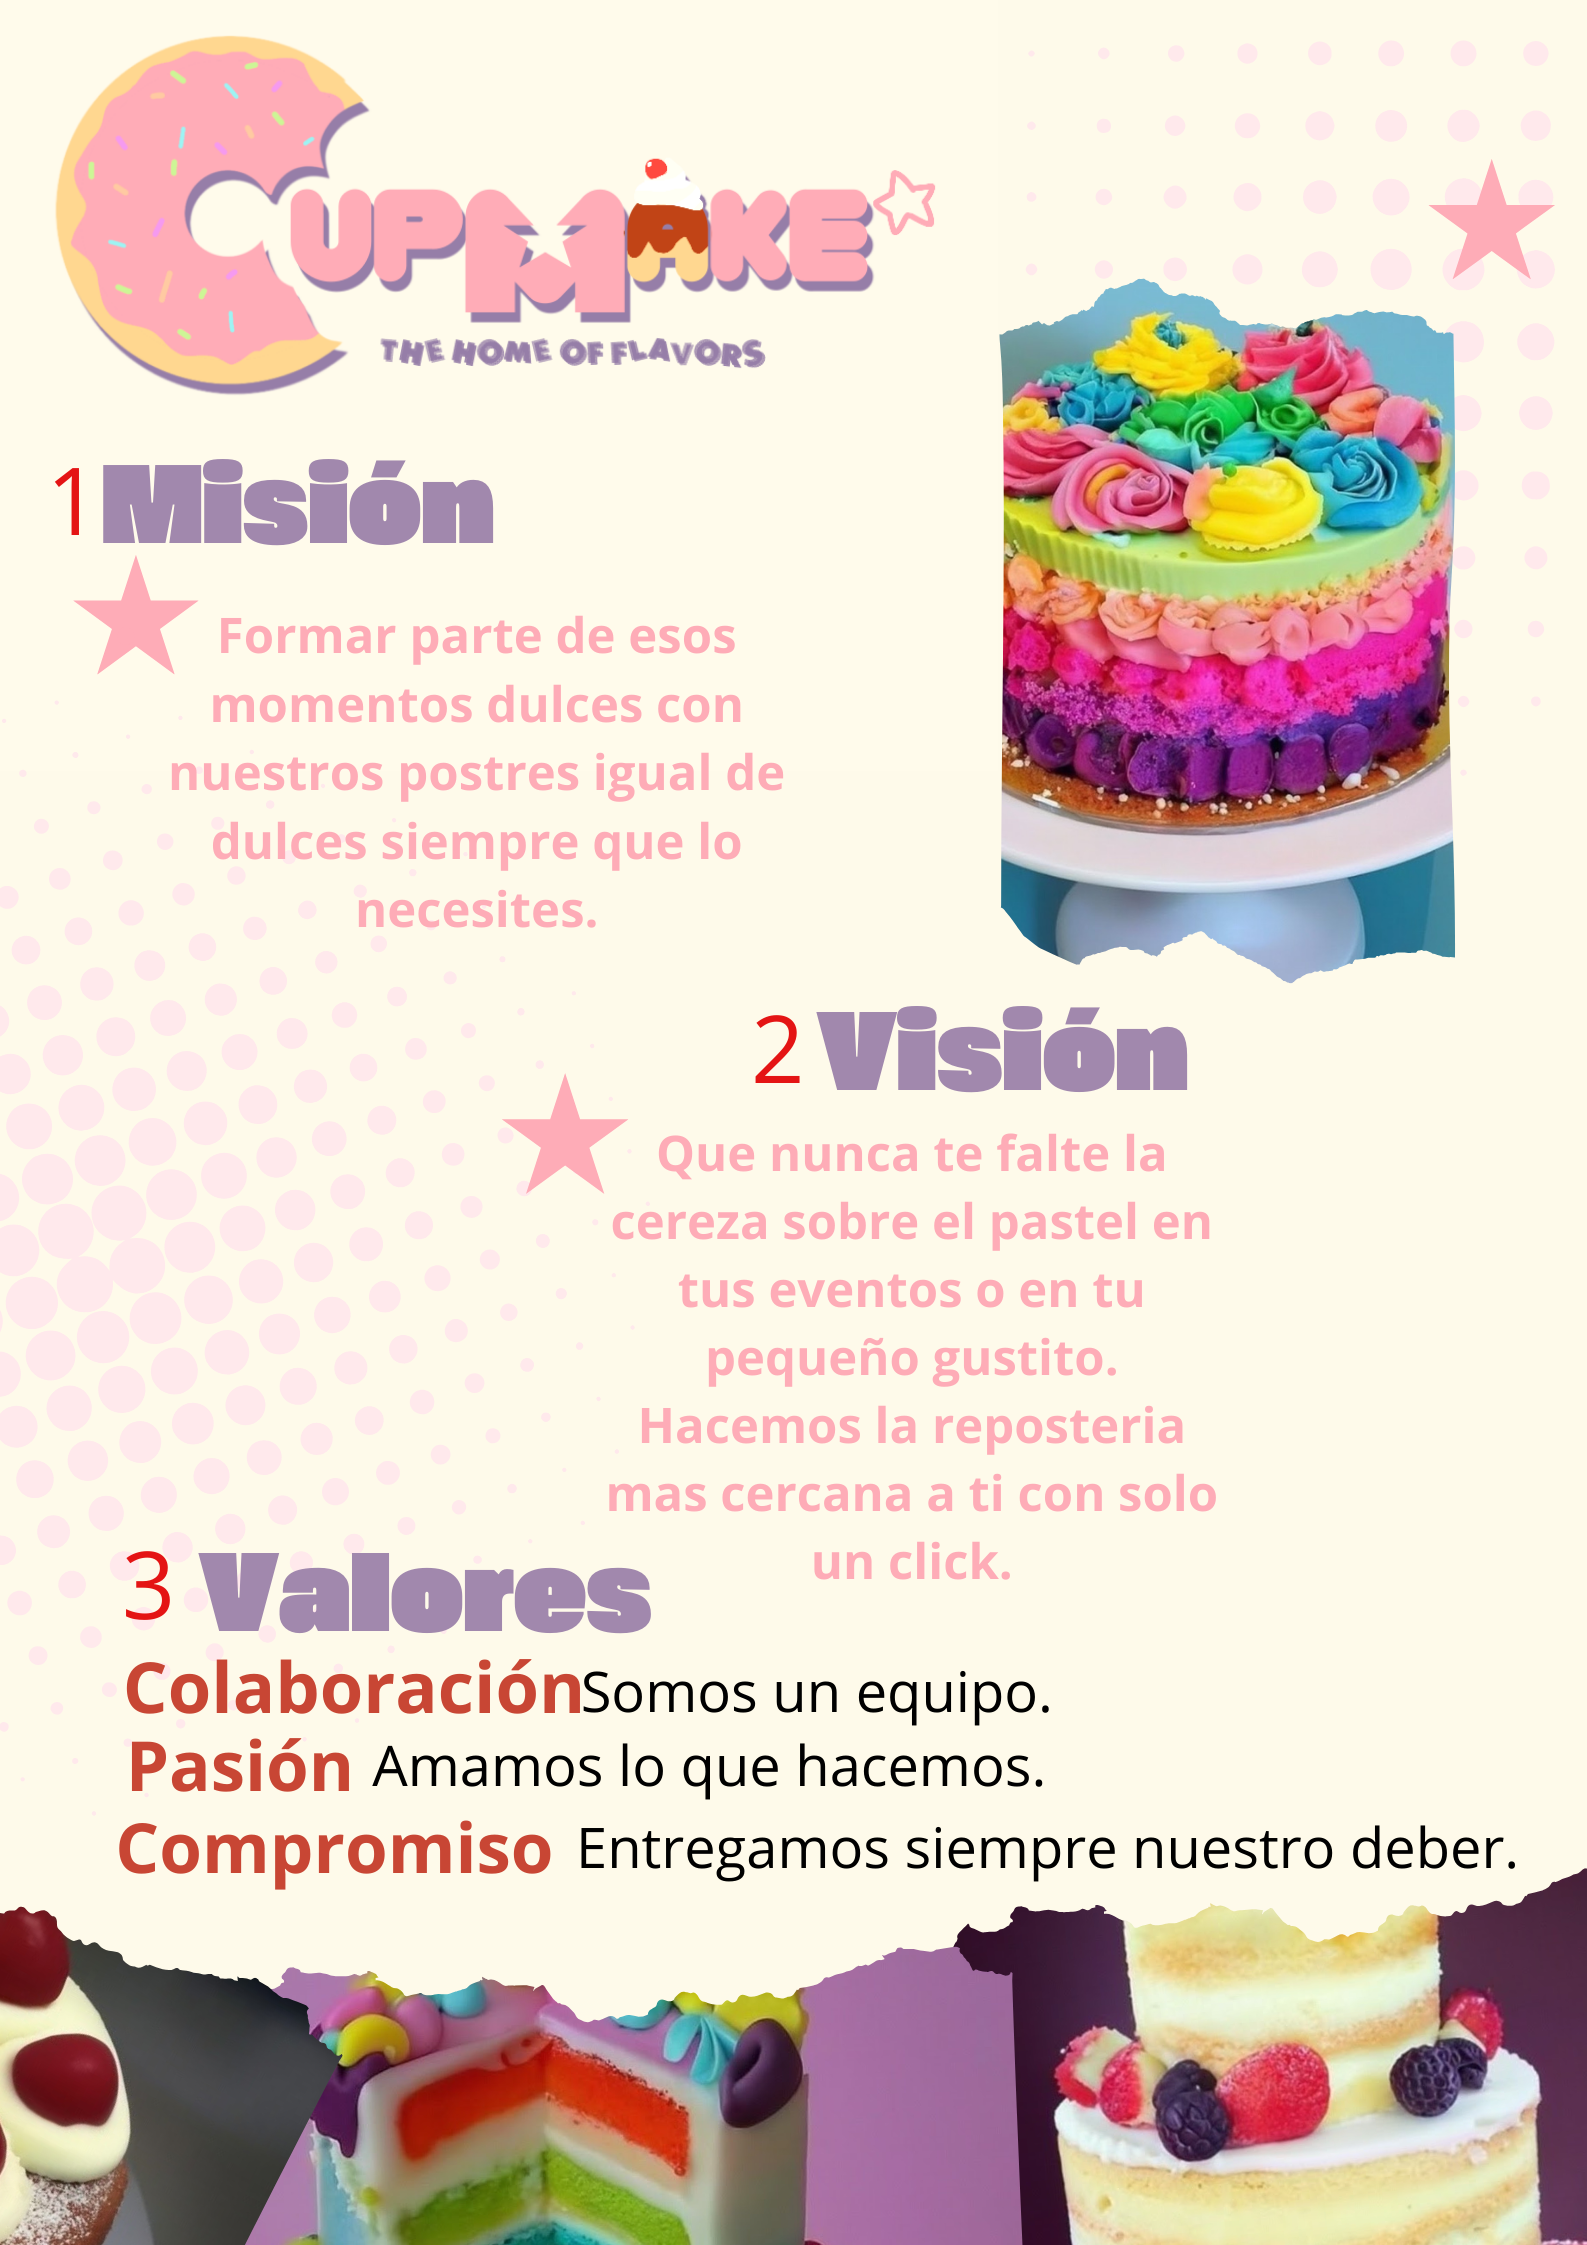 CUPMAKE
THE HOME OF FLAVORS
1 Misión
Formar parte de esos
momentos dulces con
nuestros postres igual de
dulces siempre que lo
necesites.
2 Visión
Que nunca te falte la
cereza sobre el pastel en
tus eventos o en tu
pequeño gustito.
Hacemos la reposteria
mas cercana a ti con solo
un click.
3 Valores
Colaboración Somos un equipo.
Pasión Amamos lo que hacemos.
Compromiso Entregamos siempre nuestro deber.